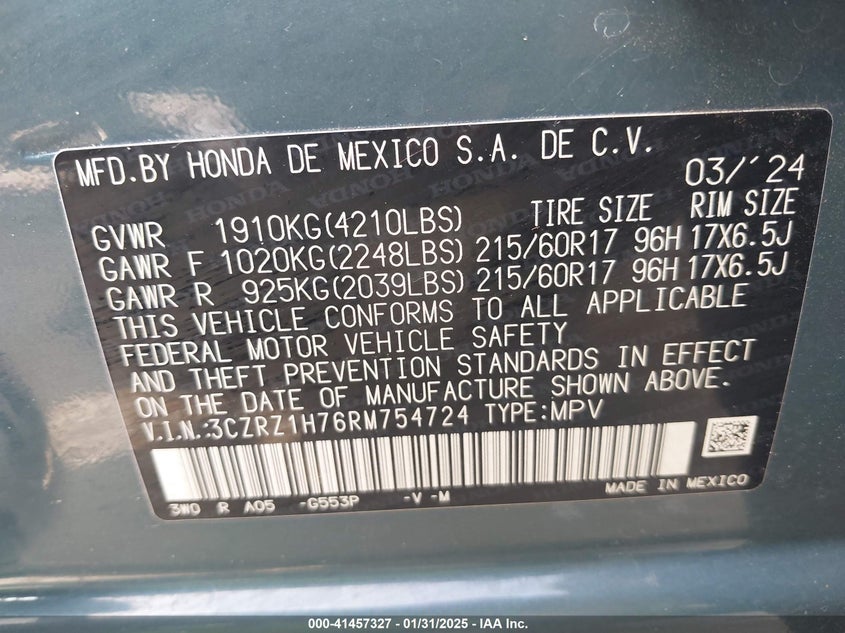 MFD.BY HONDA DE MEXICO S.A. DE C.V.
03/'24
TIRE SIZE RIM SIZE
GVWR 1910KG(4210LBS)
GAWR F 1020KG(2248LBS) 215/60R17 96H 17X6.5J
GAWR R 925KG(2039LBS) 215/60R17 96H 17X6.5J
THIS VEHICLE CONFORMS TO ALL APPLICABLE
FEDERAL MOTOR VEHICLE SAFETY
AND THEFT PREVENTION STANDARDS IN EFFECT
ON THE DATE OF MANUFACTURE SHOWN ABOVE.
V.I.N.:3CZRZ1H76RM754724 TYPE:MPV
3W0 R A05 -G553P -V -M
MADE IN MEXICO
000-41457327 - 01/31/2025 - IAA Inc.